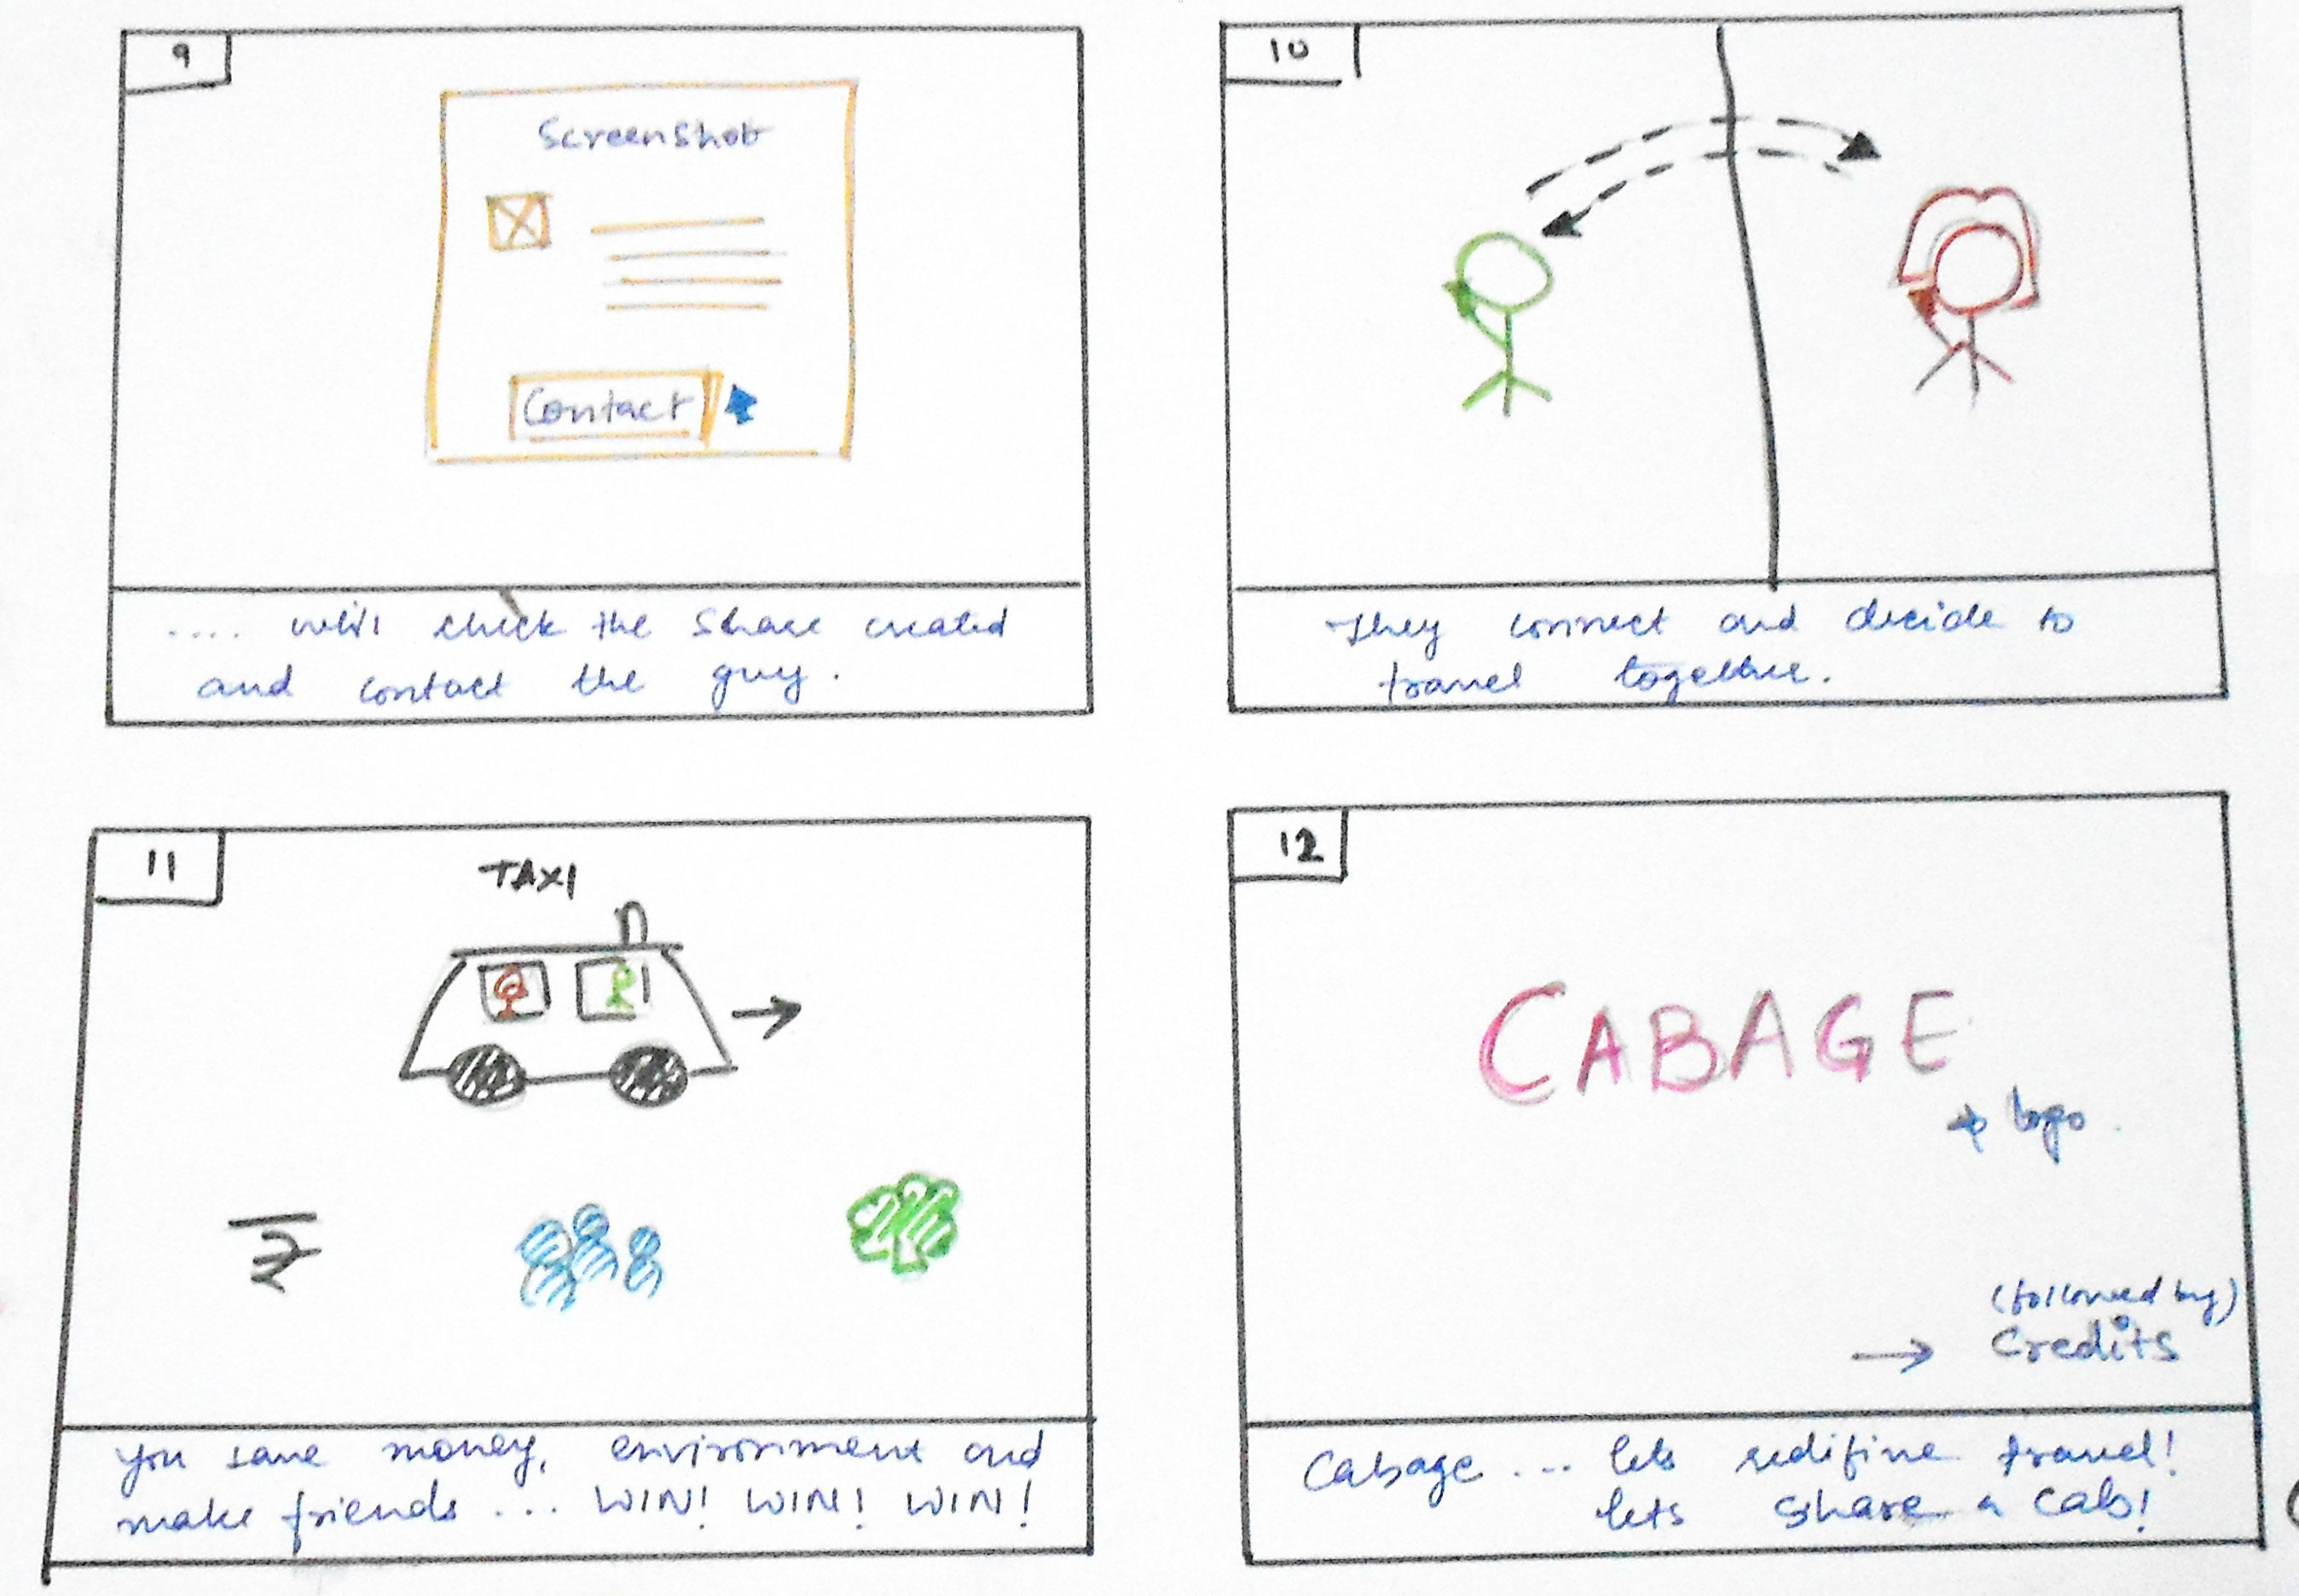 9
Screenshot
Contact
.... will check the share created
and contact the guy.
10
They connect and decide to
travel together.
11
TAXI
₹
you save money, environment and
make friends ... WIN! WIN! WIN!
12
CABAGE
+ logo.
(followed by)
→ Credits
Cabage ... lets redifine travel!
lets share a cab!